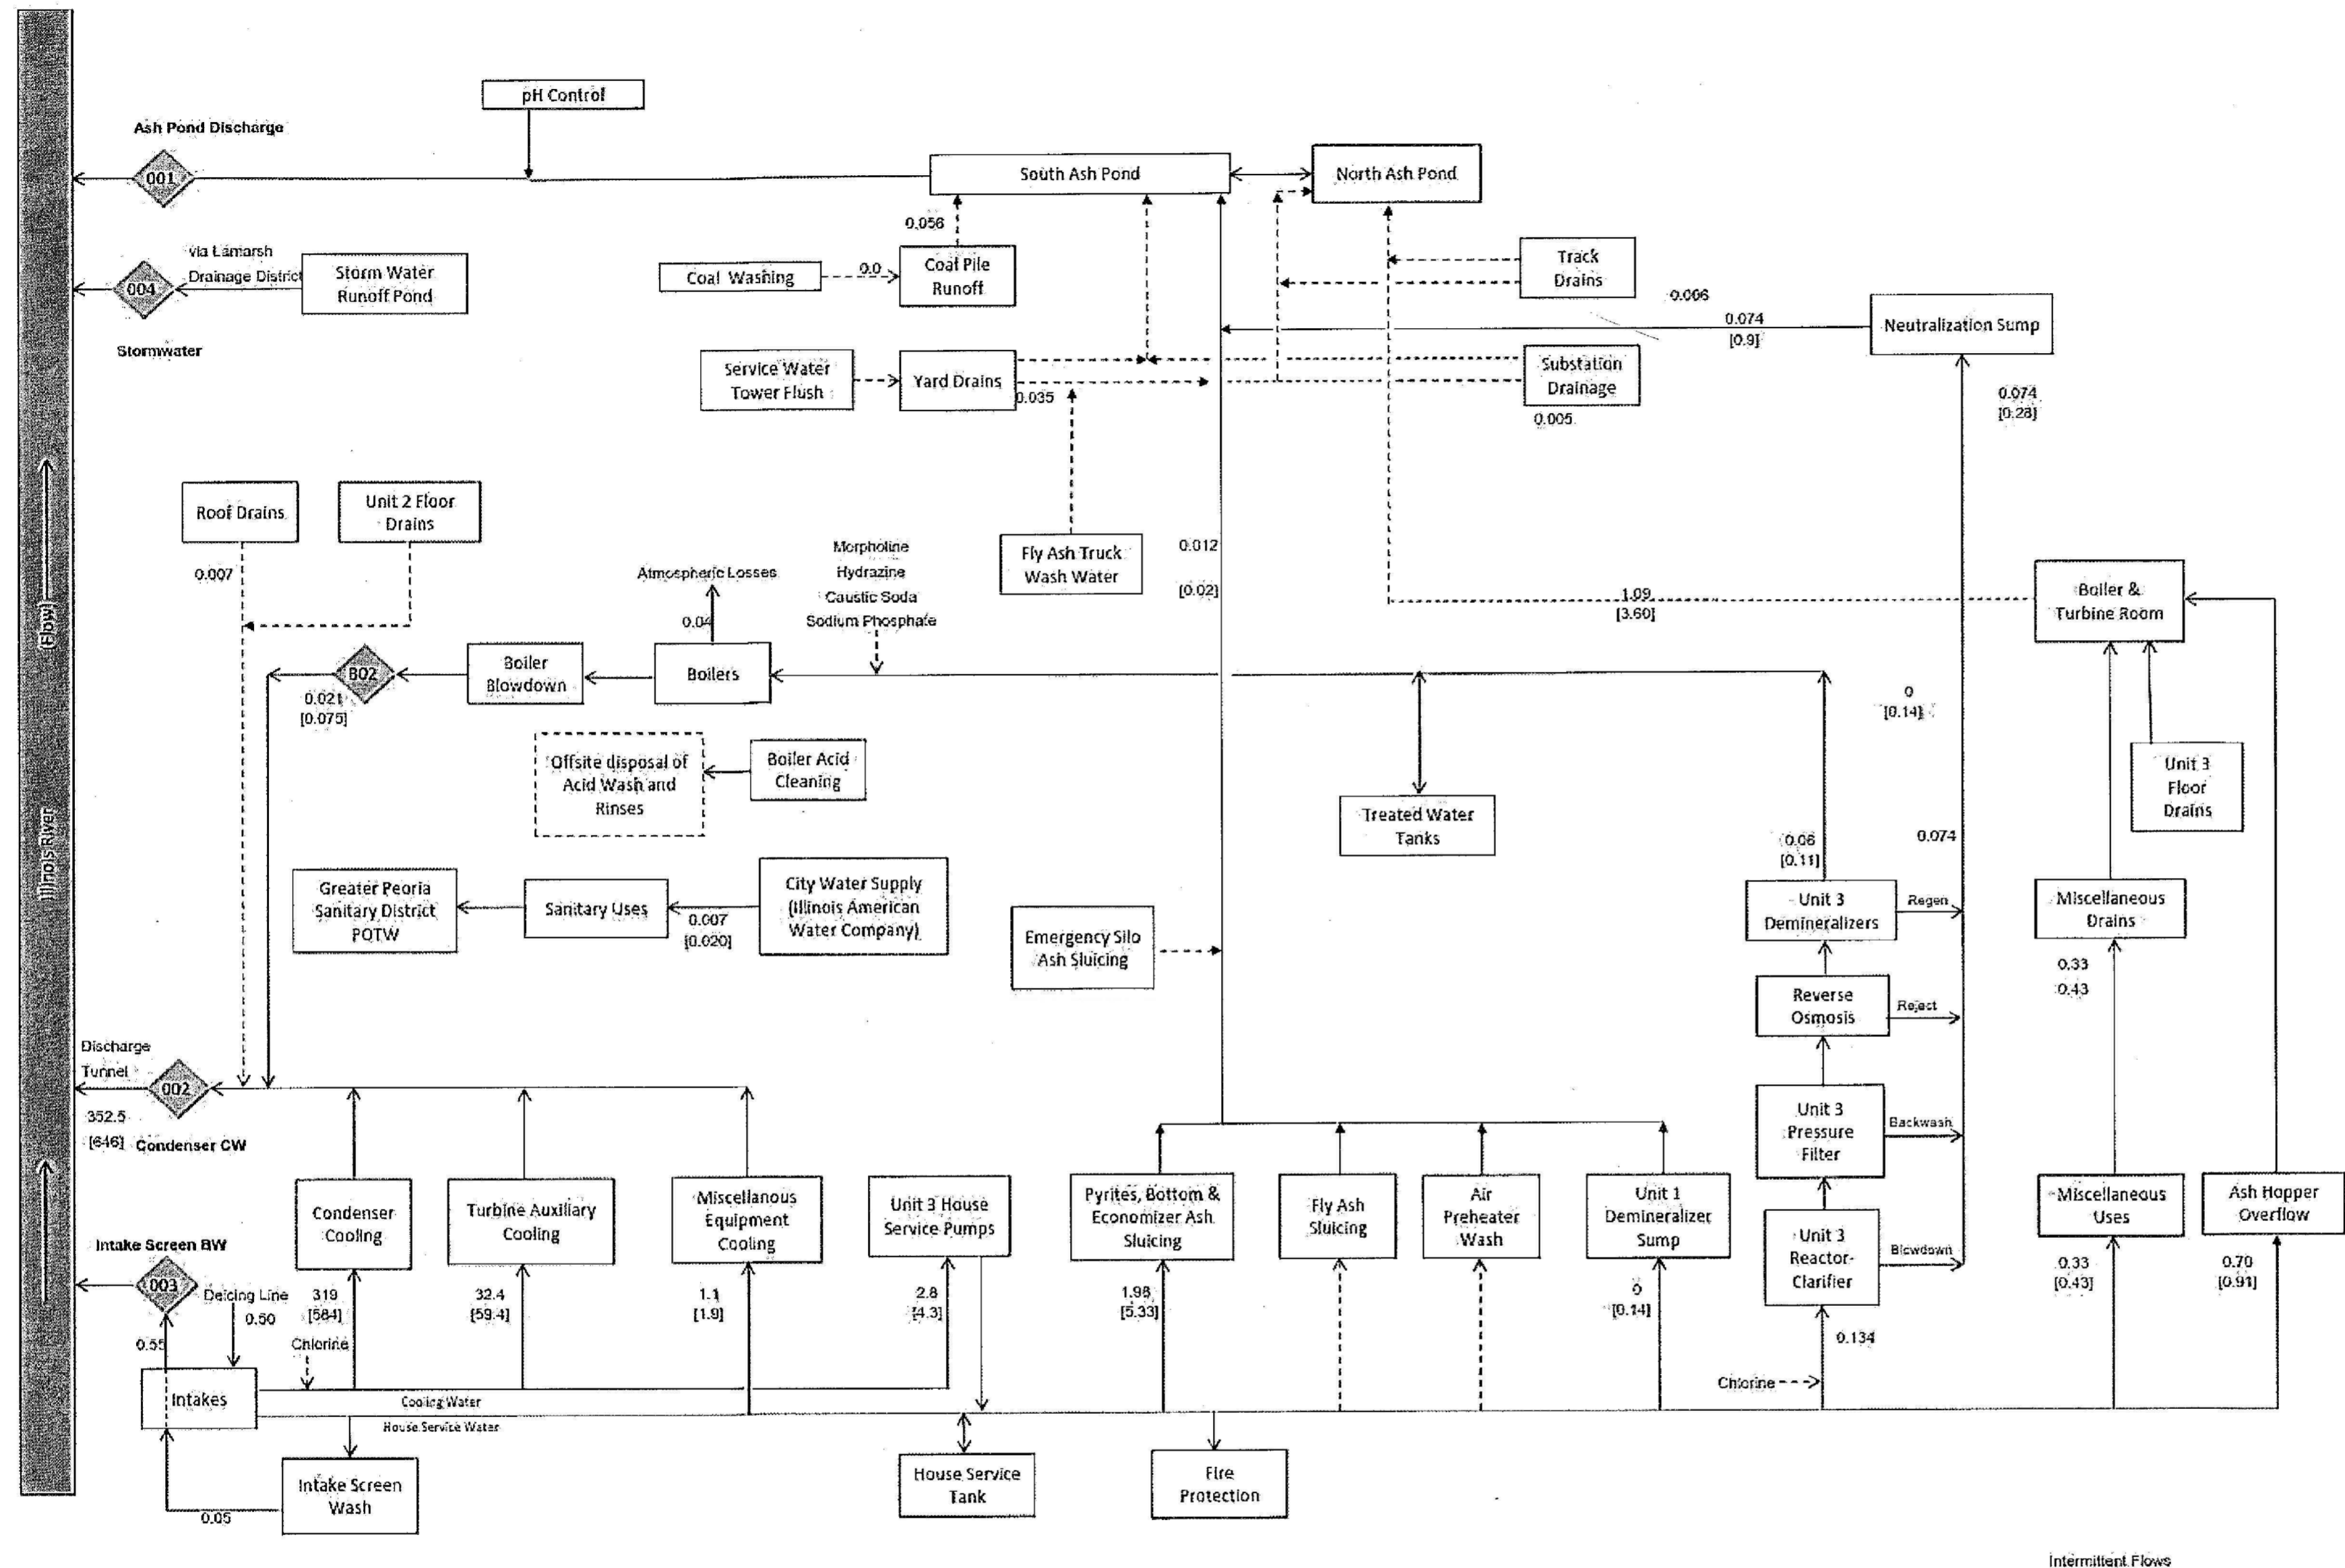 pH Control
Ash Pond Discharge
001
South Ash Pond
North Ash Pond
0.056
via Lamarsh
Drainage District
004
Storm Water
Runoff Pond
Stormwater
Coal Washing
0.0
Coal Pile
Runoff
Track
Drains
0.006
0.074
[0.9]
Neutralization Sump
Service Water
Tower Flush
Yard Drains
0.035
Substation
Drainage
0.005
0.074
[0.28]
Roof Drains
Unit 2 Floor
Drains
0.007
Fly Ash Truck
Wash Water
0.012
[0.02]
Morpholine
Hydrazine
Caustic Soda
Sodium Phosphate
Atmospheric Losses
0.04
1.09
[3.60]
Boiler &
Turbine Room
(Flow)
B02
0.021
[0.075]
Boiler
Blowdown
Boilers
0
[0.14]
Offsite disposal of
Acid Wash and
Rinses
Boiler Acid
Cleaning
Treated Water
Tanks
Unit 3
Floor
Drains
Illinois River
0.06
[0.11]
0.074
Greater Peoria
Sanitary District
POTW
Sanitary Uses
0.007
[0.020]
City Water Supply
(Illinois American
Water Company)
Emergency Silo
Ash Sluicing
Unit 3
Demineralizers
Regen
Miscellaneous
Drains
0.33
0.43
Reverse
Osmosis
Reject
Discharge
Tunnel
002
352.5
[646]
Condenser CW
Unit 3
Pressure
Filter
Backwash
Condenser
Cooling
Turbine Auxiliary
Cooling
Miscellanous
Equipment
Cooling
Unit 3 House
Service Pumps
Pyrites, Bottom &
Economizer Ash
Sluicing
Fly Ash
Sluicing
Air
Preheater
Wash
Unit 1
Demineralizer
Sump
Unit 3
Reactor-
Clarifier
Blowdown
Miscellaneous
Uses
Ash Hopper
Overflow
Intake Screen BW
003
Deicing Line
0.50
319
[584]
Chlorine
32.4
[59.4]
1.1
[1.9]
2.8
[4.3]
1.98
[5.33]
0
[0.14]
0.134
0.33
[0.43]
0.70
[0.91]
0.55
Intakes
Cooling Water
House Service Water
Chlorine
Intake Screen
Wash
0.05
House Service
Tank
Fire
Protection
Intermittent Flows